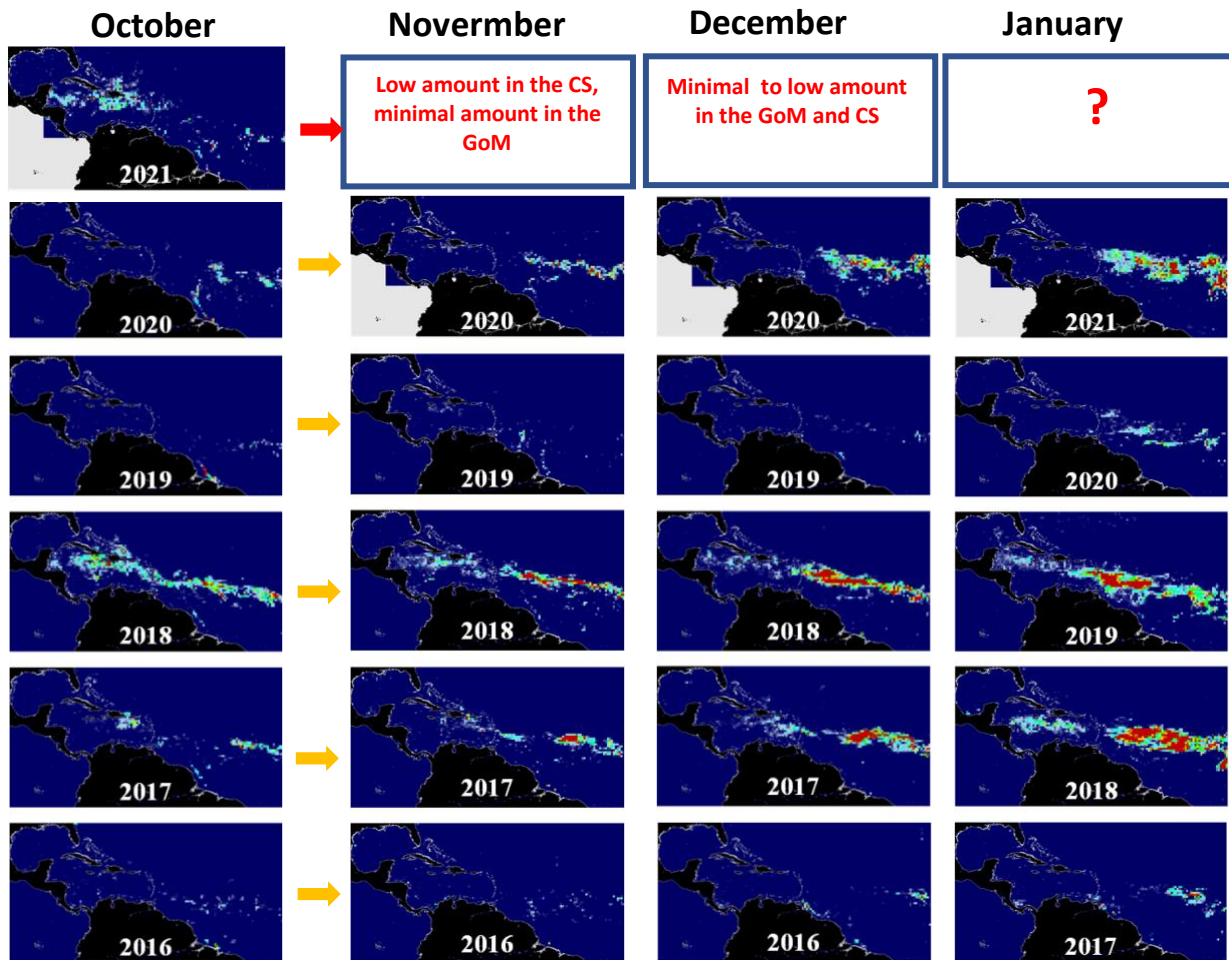 October
Novermber
December
January
2021
Low amount in the CS,
minimal amount in the
GoM
Minimal to low amount
in the GoM and CS
?
2020
2020
2020
2021
2019
2019
2019
2020
2018
2018
2018
2019
2017
2017
2017
2018
2016
2016
2016
2017